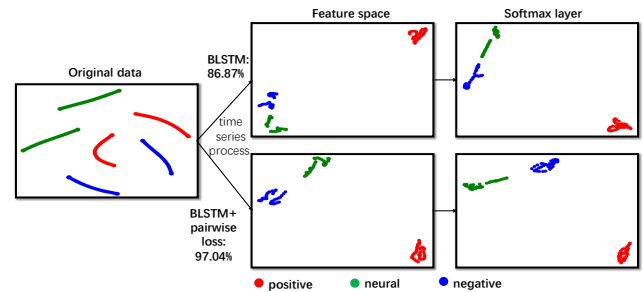 Feature space
Softmax layer
Original data
BLSTM:
86.87%
time
series
process
BLSTM+
pairwise
loss:
97.04%
positive
neural
negative